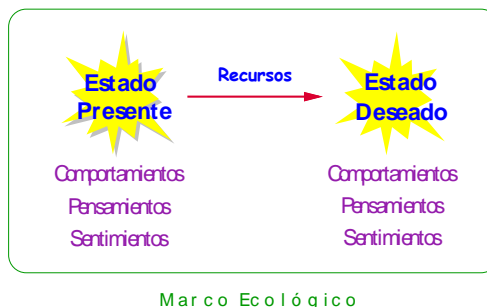 Estado
Presente
Recursos
Estado
Deseado
Comportamientos
Pensamientos
Sentimientos
Comportamientos
Pensamientos
Sentimientos
Marco Ecológico